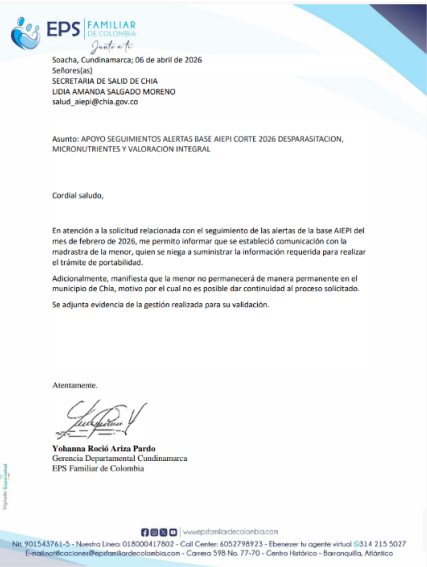 EPS FAMILIAR
DE COLOMBIA
Junto a ti
Soacha, Cundinamarca; 06 de abril de 2026
Señores(as)
SECRETARIA DE SALID DE CHIA
LIDIA AMANDA SALGADO MORENO
salud_aiepi@chia.gov.co
Asunto: APOYO SEGUIMIENTOS ALERTAS BASE AIEPI CORTE 2026 DESPARASITACION,
MICRONUTRIENTES Y VALORACION INTEGRAL
Cordial saludo,
En atención a la solicitud relacionada con el seguimiento de las alertas de la base AIEPI del
mes de febrero de 2026, me permito informar que se estableció comunicación con la
madrastra de la menor, quien se niega a suministrar la información requerida para realizar
el trámite de portabilidad.
Adicionalmente, manifiesta que la menor no permanecerá de manera permanente en el
municipio de Chía, motivo por el cual no es posible dar continuidad al proceso solicitado.
Se adjunta evidencia de la gestión realizada para su validación.
Atentamente.
Yohanna Roció Ariza Pardo
Gerencia Departamental Cundinamarca
EPS Familiar de Colombia
Vigilado Supersalud
www.epsfamiliardecolombia.com
Nit. 901543761-5 - Nuestra Línea: 018000417802 - Call Center: 6052798923 - Ebenezer tu agente virtual 314 215 5027
E-mail:notificaciones@epsfamiliardecolombia.com - Carrera 59B No. 77-70 - Centro Histórico - Barranquilla, Atlántico